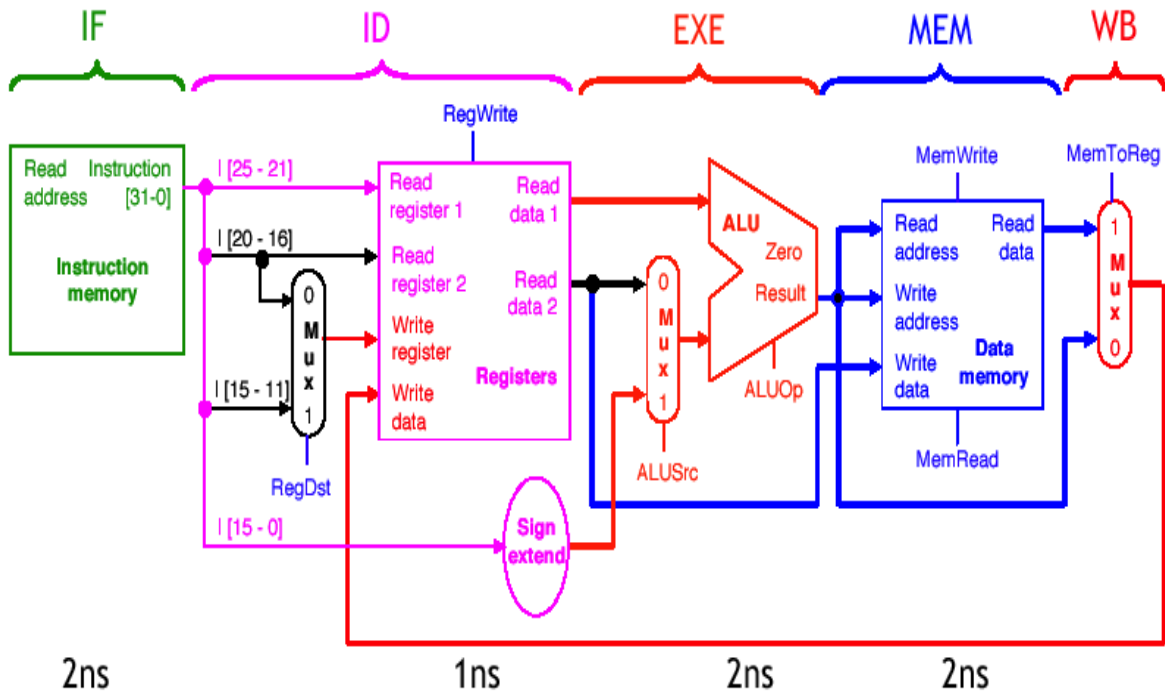 IF
ID
EXE
MEM
WB
RegWrite
MemWrite
MemToReg
Read address
Instruction [31-0]
Instruction
memory
I [25 - 21]
I [20 - 16]
I [15 - 11]
I [15 - 0]
0
Mux
1
RegDst
Read
register 1
Read
register 2
Write
register
Write
data
Read
data 1
Read
data 2
Registers
Sign
extend
0
Mux
1
ALUSrc
ALU
Zero
Result
ALUOp
Read
address
Write
address
Write
data
Read
data
Data
memory
MemRead
1
Mux
0
2ns
1ns
2ns
2ns